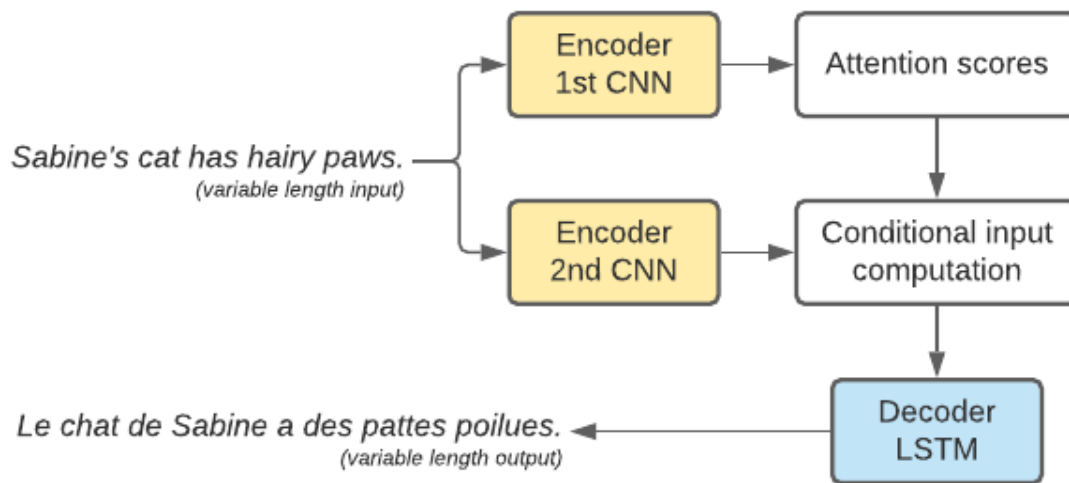 Encoder
1st CNN
Attention scores
Sabine's cat has hairy paws.
(variable length input)
Encoder
2nd CNN
Conditional input
computation
Le chat de Sabine a des pattes poilues.
(variable length output)
Decoder
LSTM